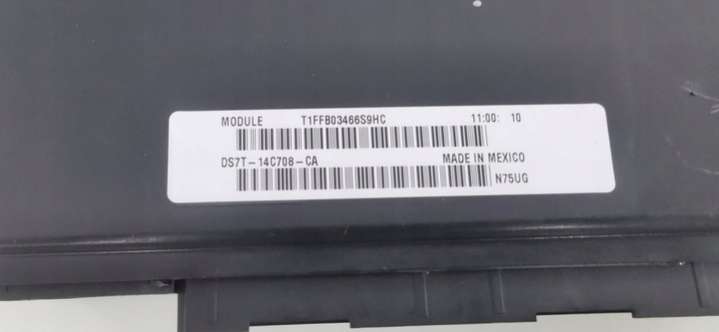 MODULE T1FFB03466S9HC 11:00: 10
DS7T-14C708-CA MADE IN MEXICO
N75UG